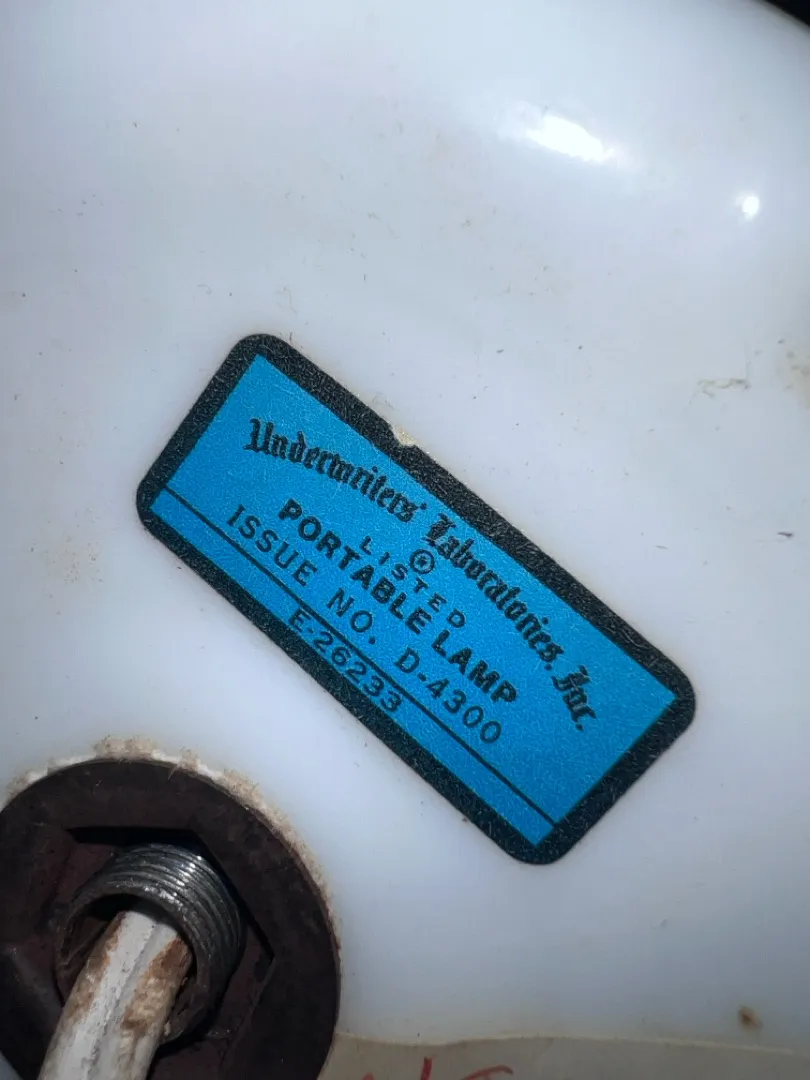 Underwriters' Laboratories, Inc.
®
LISTED
PORTABLE LAMP
ISSUE NO. D-4300
E-26233